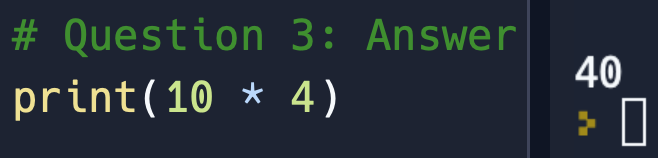 # Question 3: Answer
print(10 * 4)
40